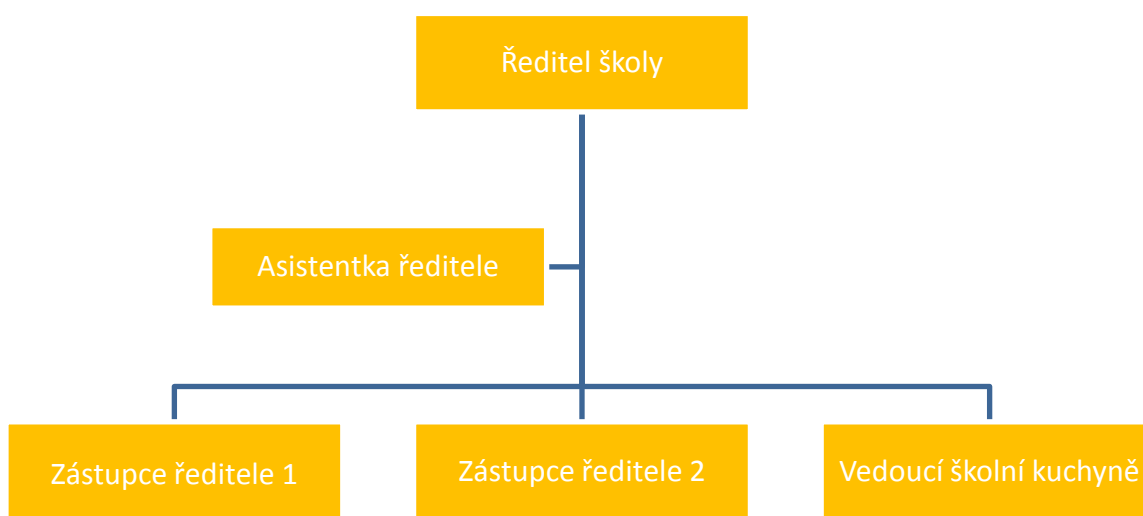 Ředitel školy
Asistentka ředitele
Zástupce ředitele 1
Zástupce ředitele 2
Vedoucí školní kuchyně